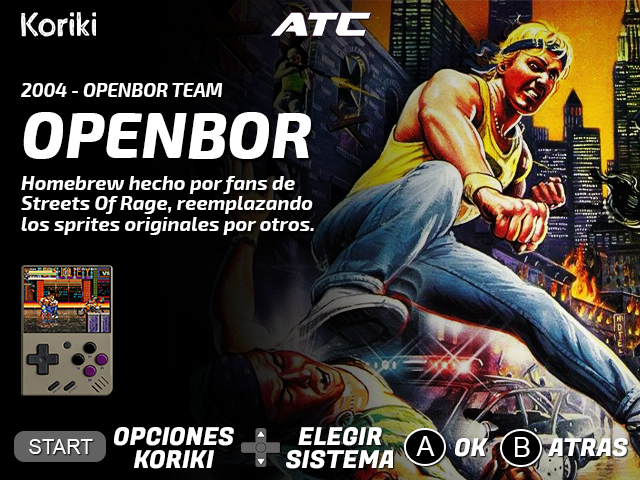 Koriki
ATC
2004 - OPENBOR TEAM
OPENBOR
Homebrew hecho por fans de
Streets Of Rage, reemplazando
los sprites originales por otros.
HOTEL
START
OPCIONES
KORIKI
ELEGIR
SISTEMA
A OK
B ATRAS